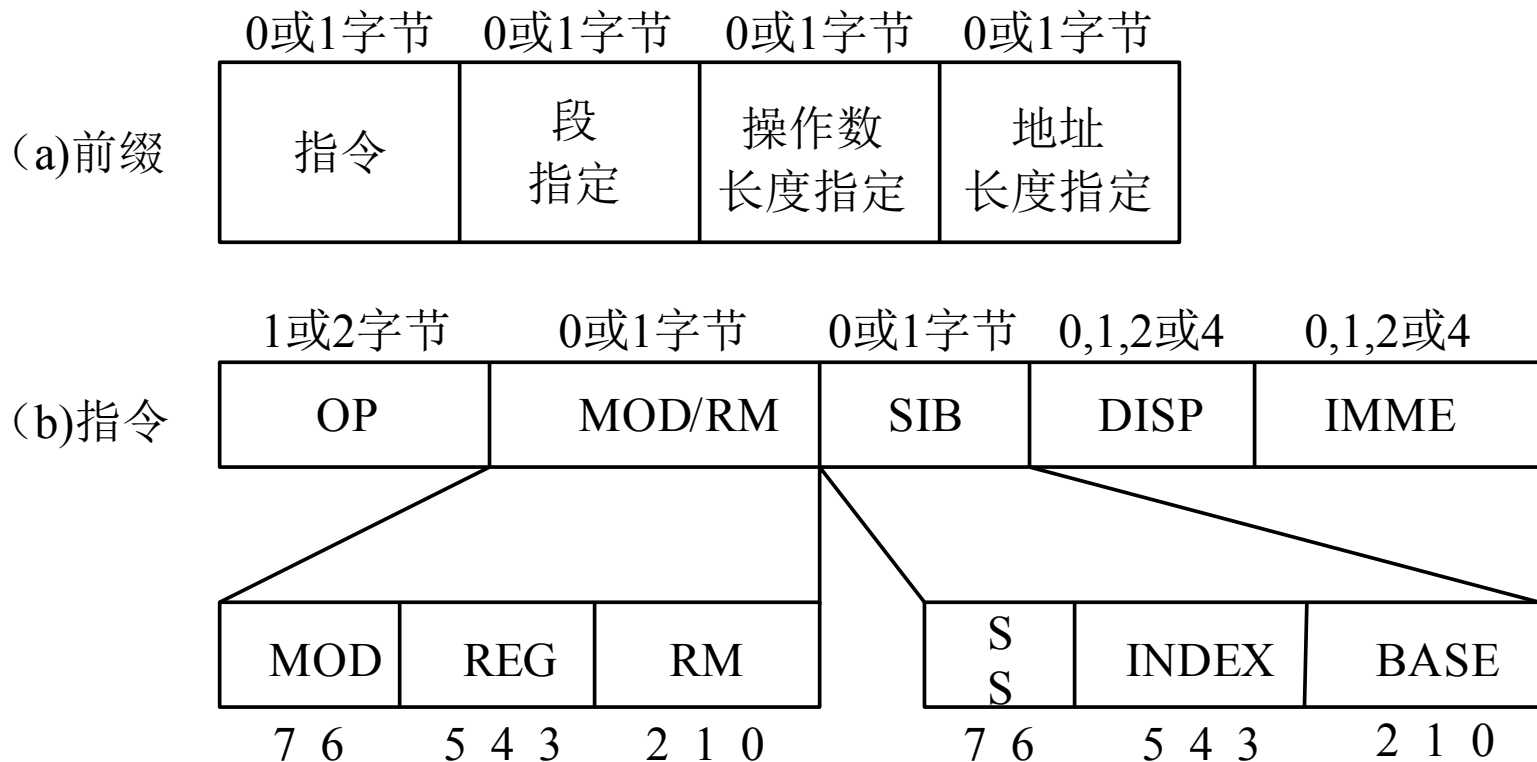 0或1字节 0或1字节 0或1字节 0或1字节
（a)前缀 指令 段指定 操作数长度指定 地址长度指定
1或2字节 0或1字节 0或1字节 0,1,2或4 0,1,2或4
（b)指令 OP MOD/RM SIB DISP IMME
MOD REG RM SS INDEX BASE
7 6 5 4 3 2 1 0 7 6 5 4 3 2 1 0